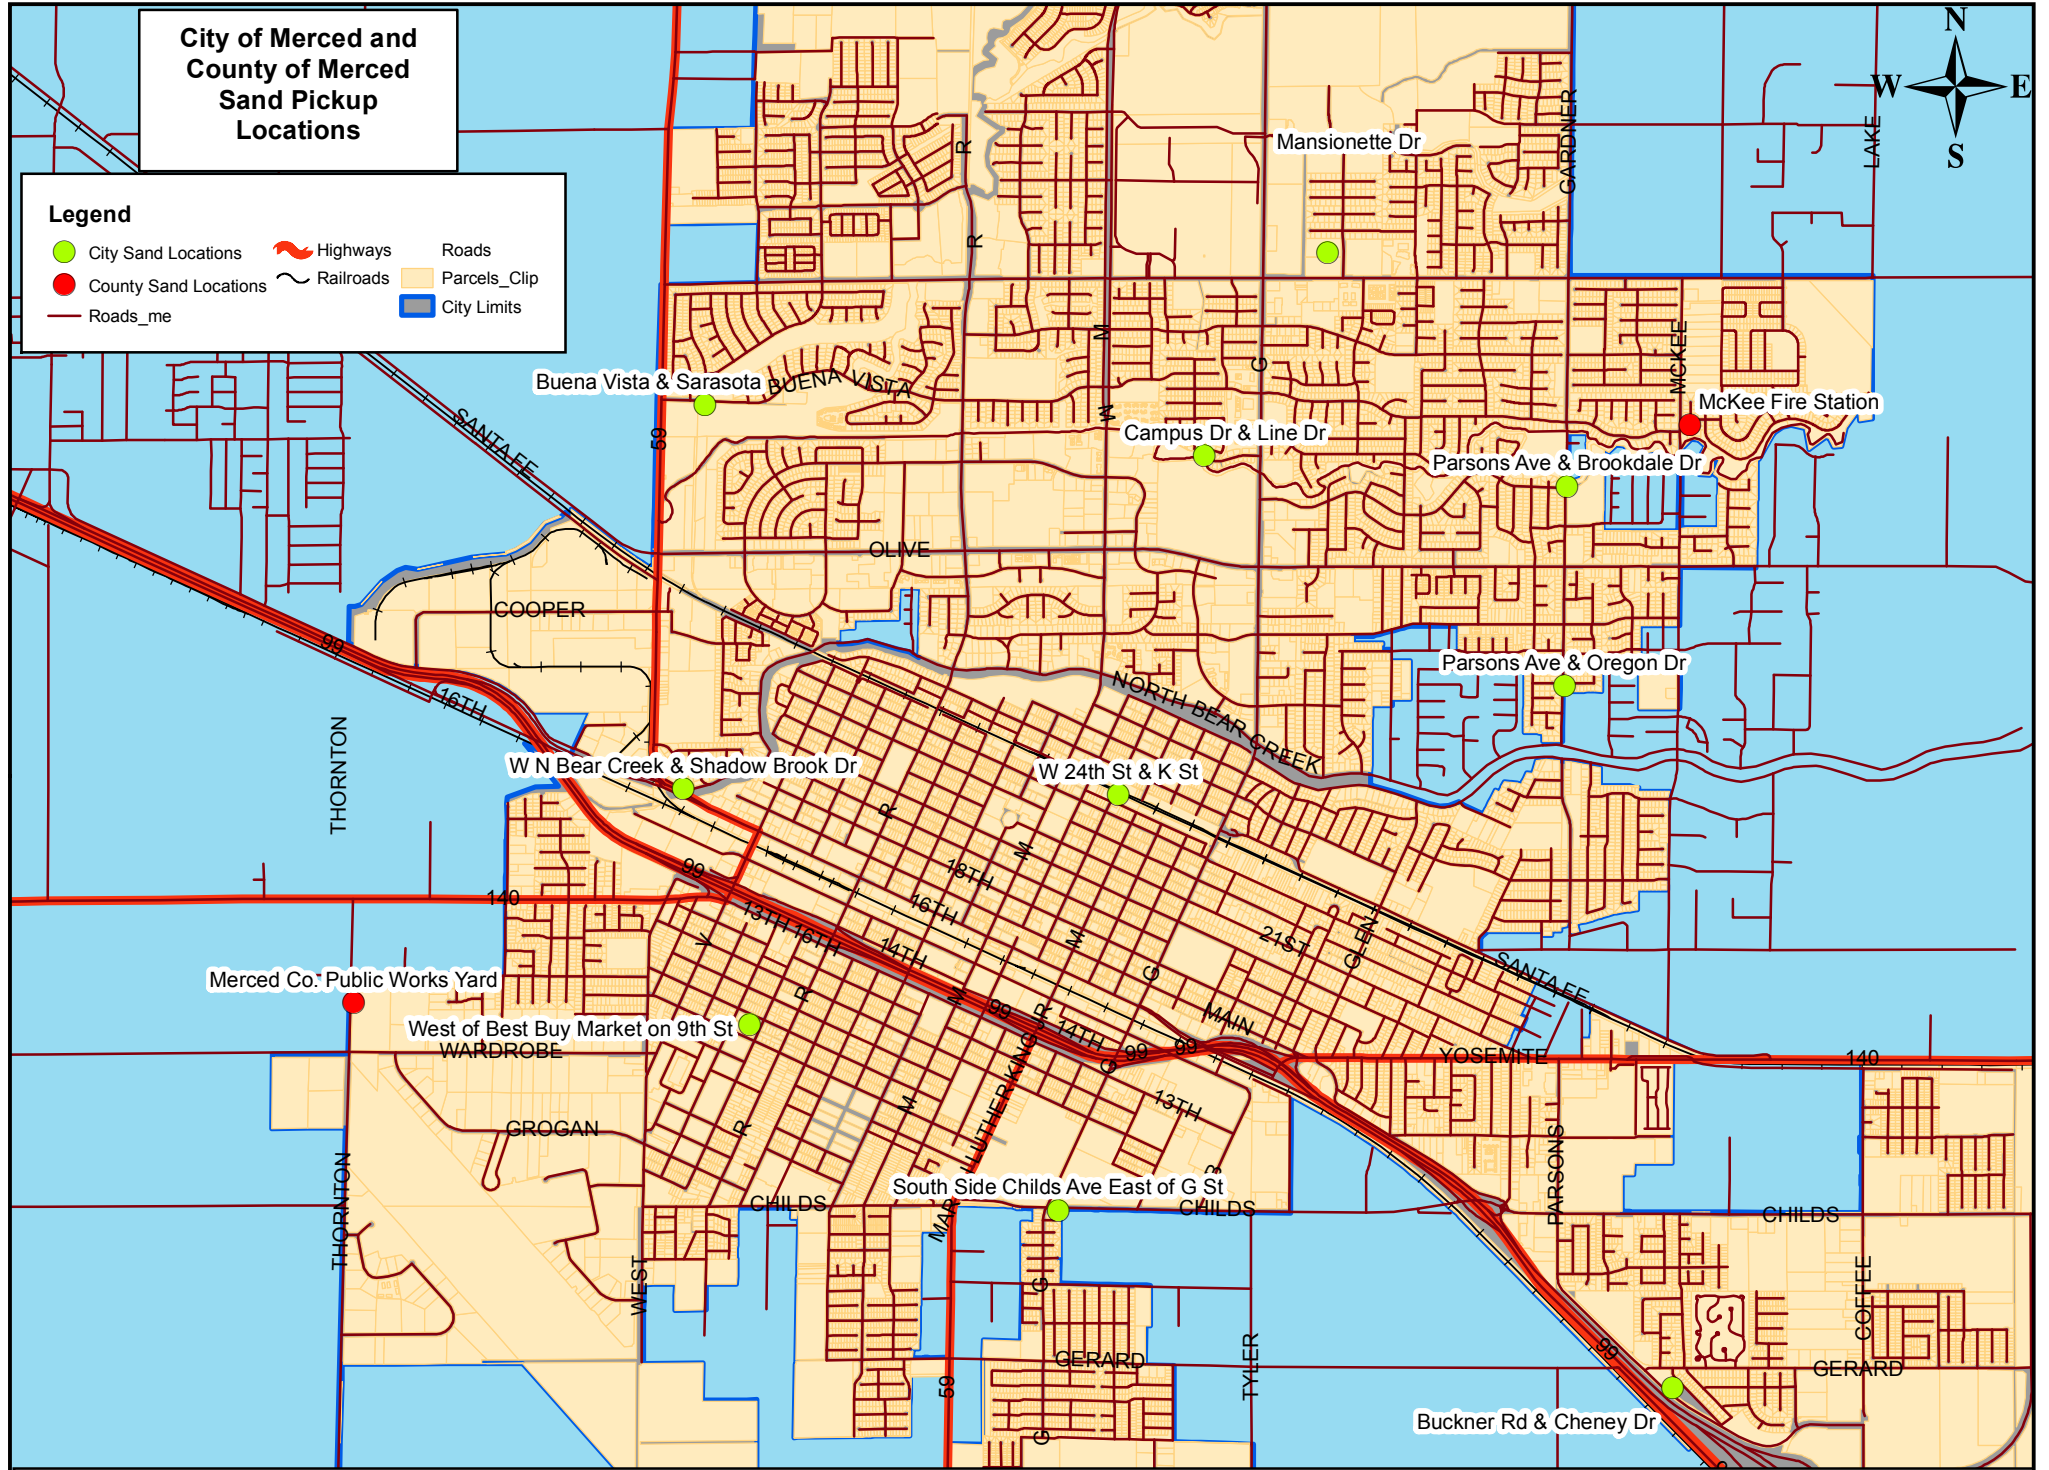 City of Merced and
County of Merced
Sand Pickup
Locations
N
W
E
S
Legend
City Sand Locations
County Sand Locations
Roads_me
Highways
Railroads
Roads
Parcels_Clip
City Limits
Mansionette Dr
GARDNER
LAKE
R
R
M
G
MCKEE
Buena Vista & Sarasota
BUENA VISTA
McKee Fire Station
59
SANTA FE
M
Campus Dr & Line Dr
Parsons Ave & Brookdale Dr
OLIVE
COOPER
99
16TH
Parsons Ave & Oregon Dr
NORTH BEAR CREEK
THORNTON
W N Bear Creek & Shadow Brook Dr
W 24th St & K St
R
M
18TH
99
140
16TH
13TH
16TH
14TH
V
M
21ST
GLEN
G
SANTA FE
Merced Co. Public Works Yard
R
M
99
JR
14TH
MAIN
West of Best Buy Market on 9th St
WARDROBE
99
99
G
YOSEMITE
140
GROGAN
R
M
13TH
LUTHER KING
PARSONS
THORNTON
South Side Childs Ave East of G St
B
CHILDS
MAR
CHILDS
CHILDS
WEST
G
COFFEE
TYLER
GERARD
99
GERARD
59
G
Buckner Rd & Cheney Dr